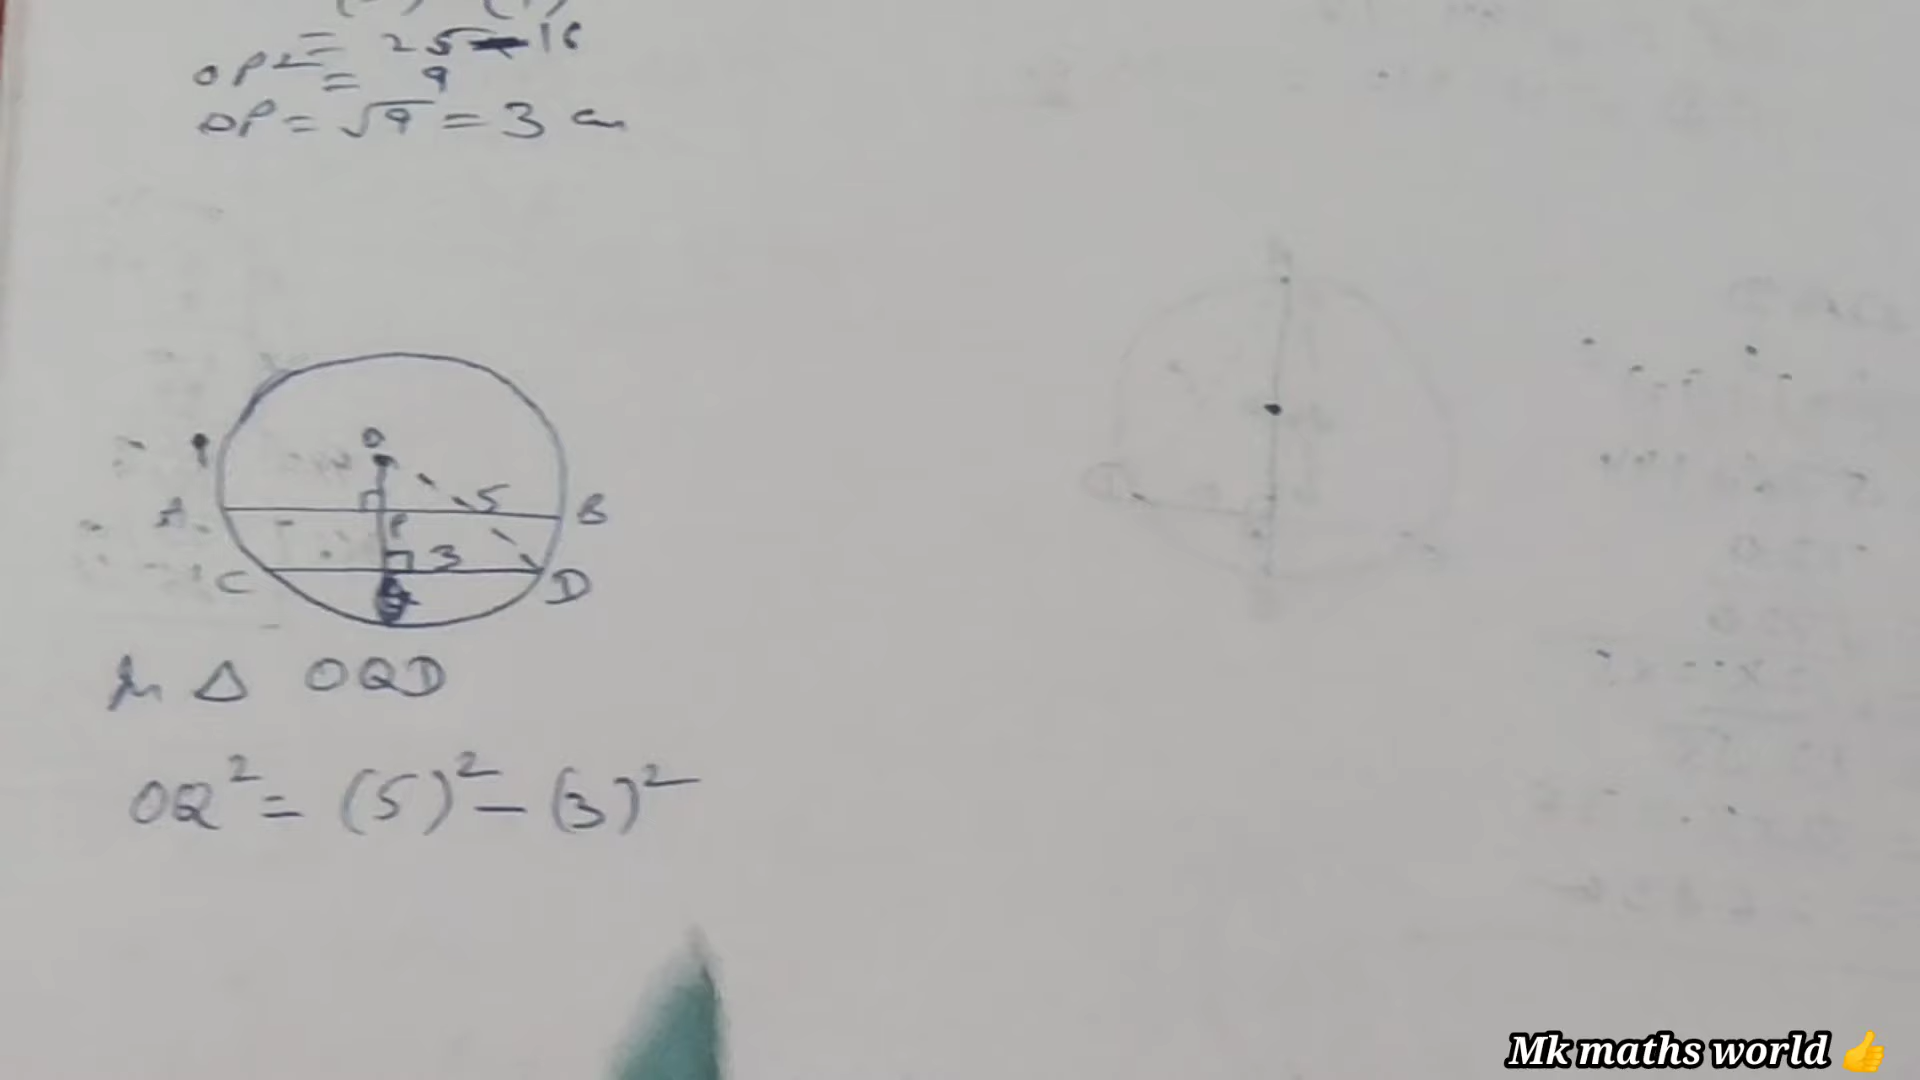 = 25 - 16
OP² = 9
OP = √9 = 3 cm
O
5
A
B
P
3
C
D
In Δ OQD
OQ² = (5)² - (3)²
Mk maths world 👍